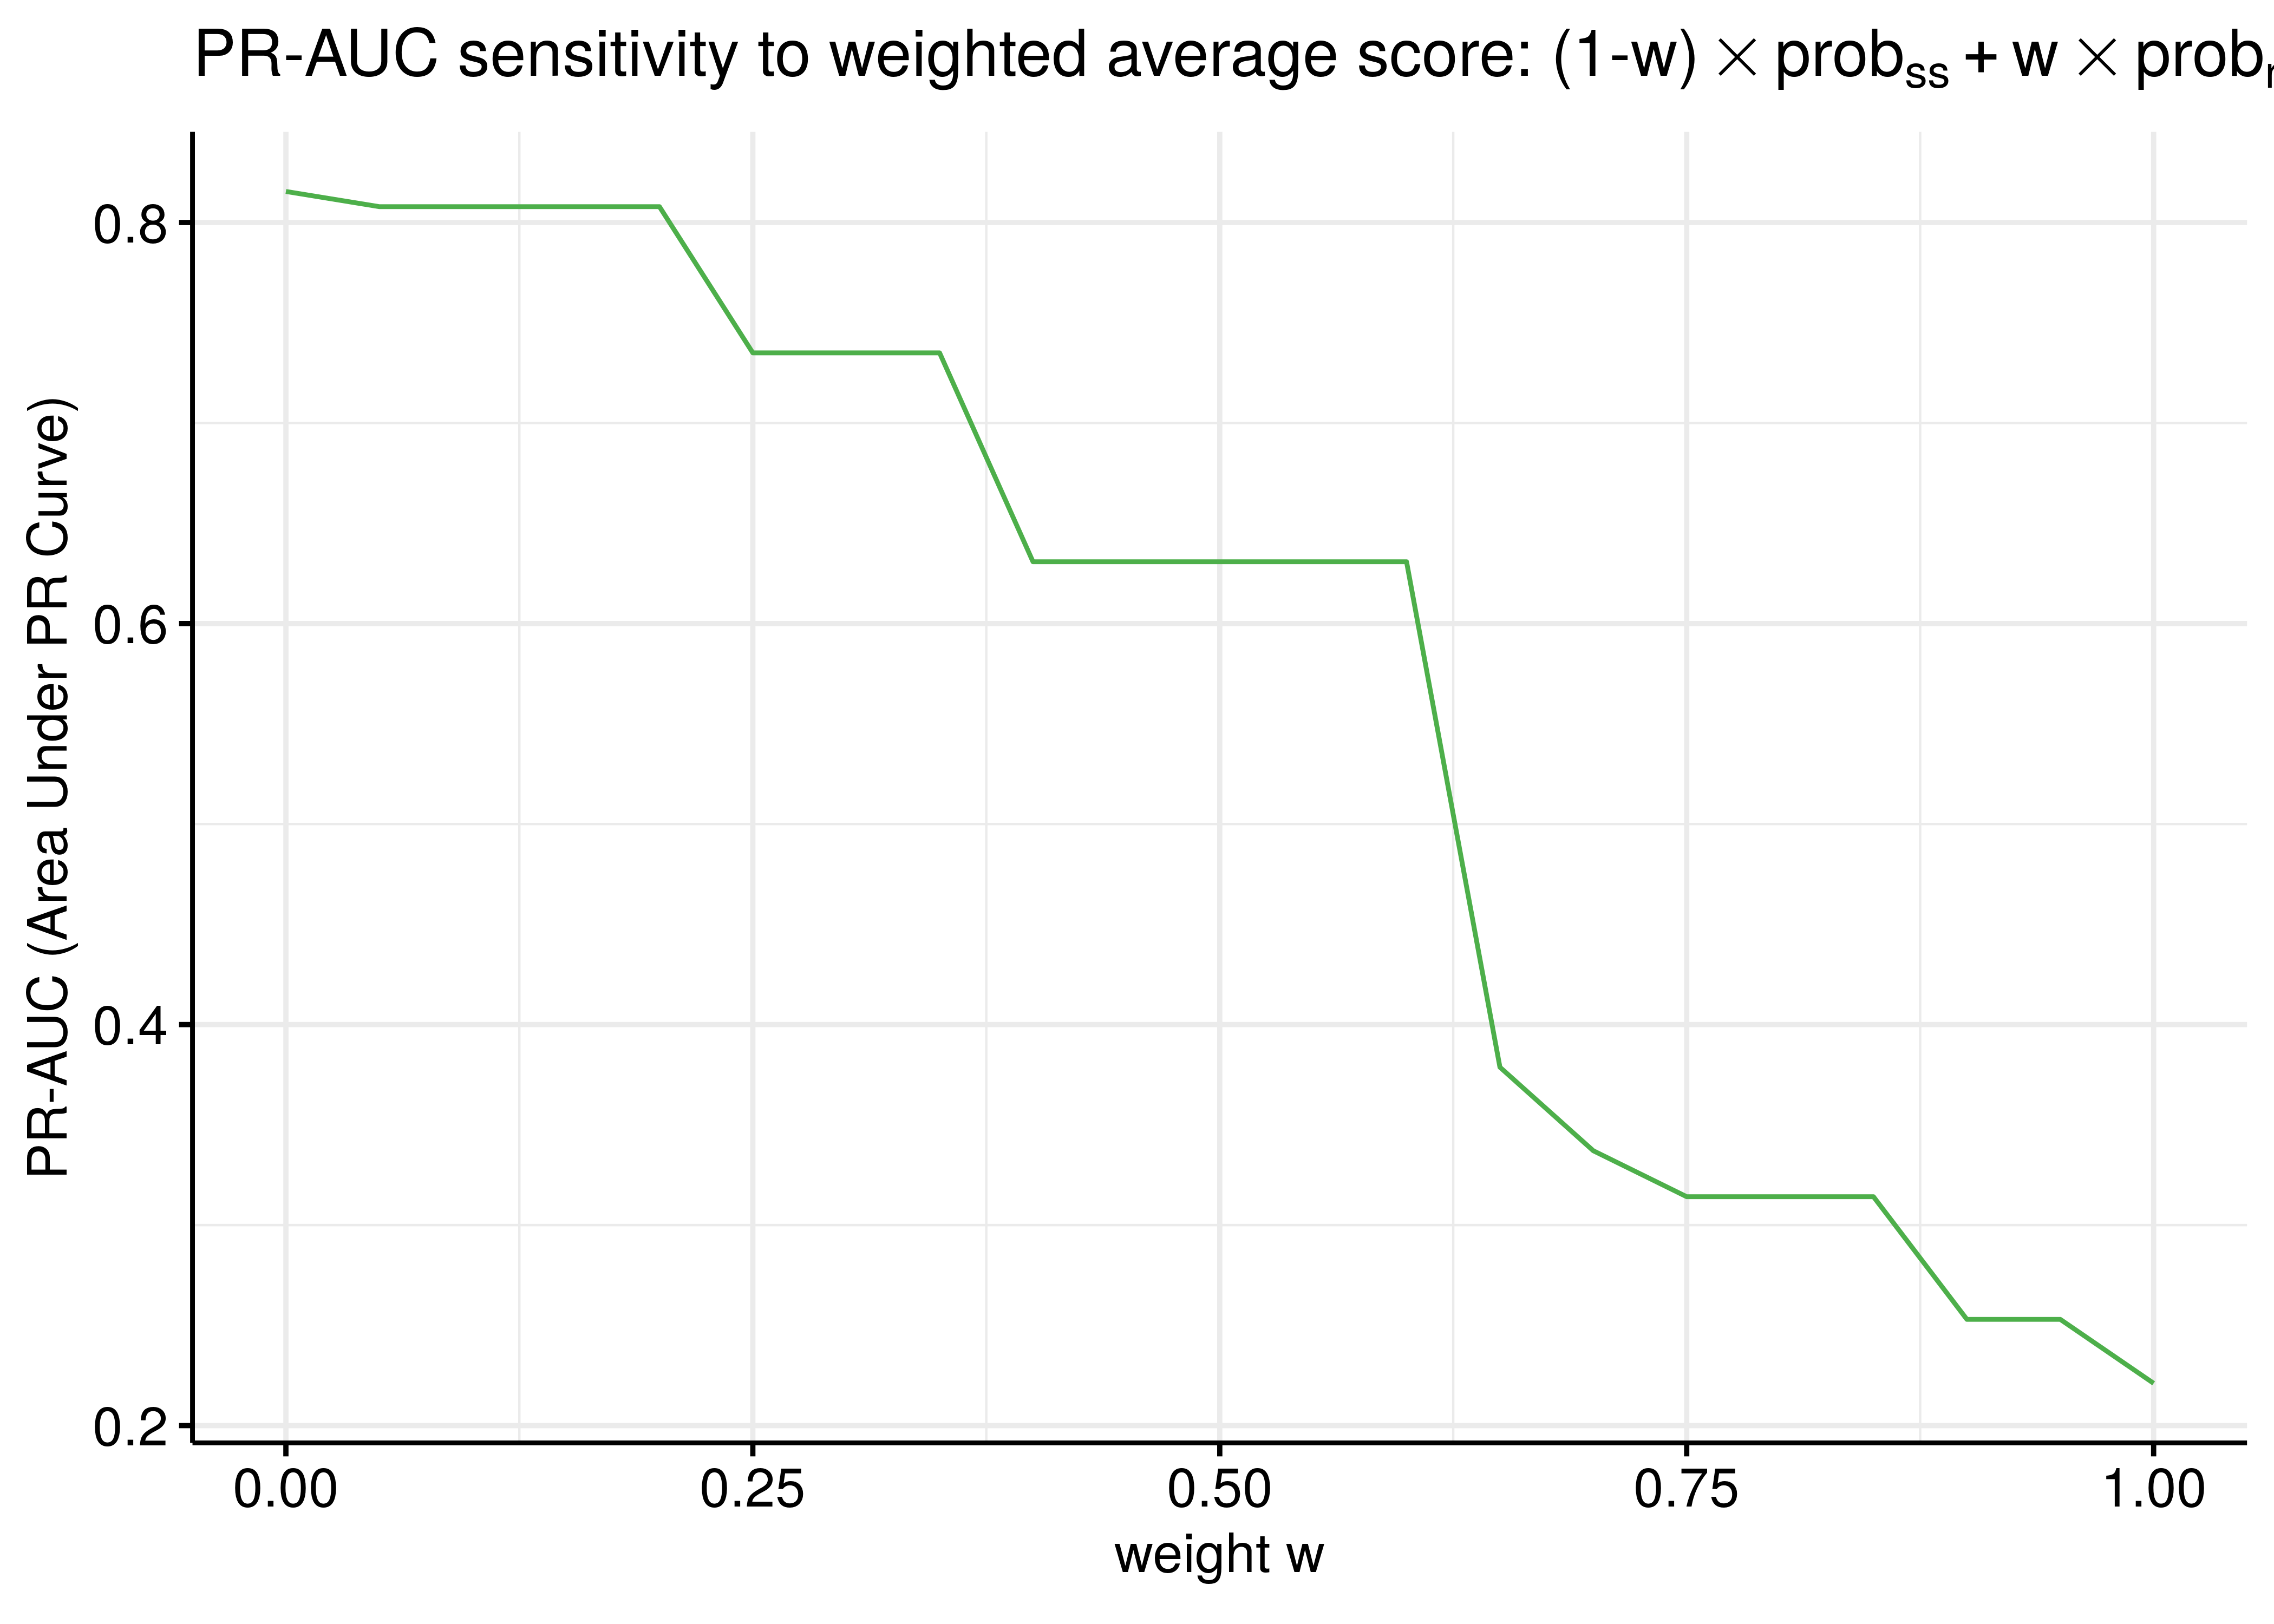 PR-AUC sensitivity to weighted average score: (1-w) × prob_ss + w × prob
PR-AUC (Area Under PR Curve)
0.8
0.6
0.4
0.2
0.00 0.25 0.50 0.75 1.00
weight w